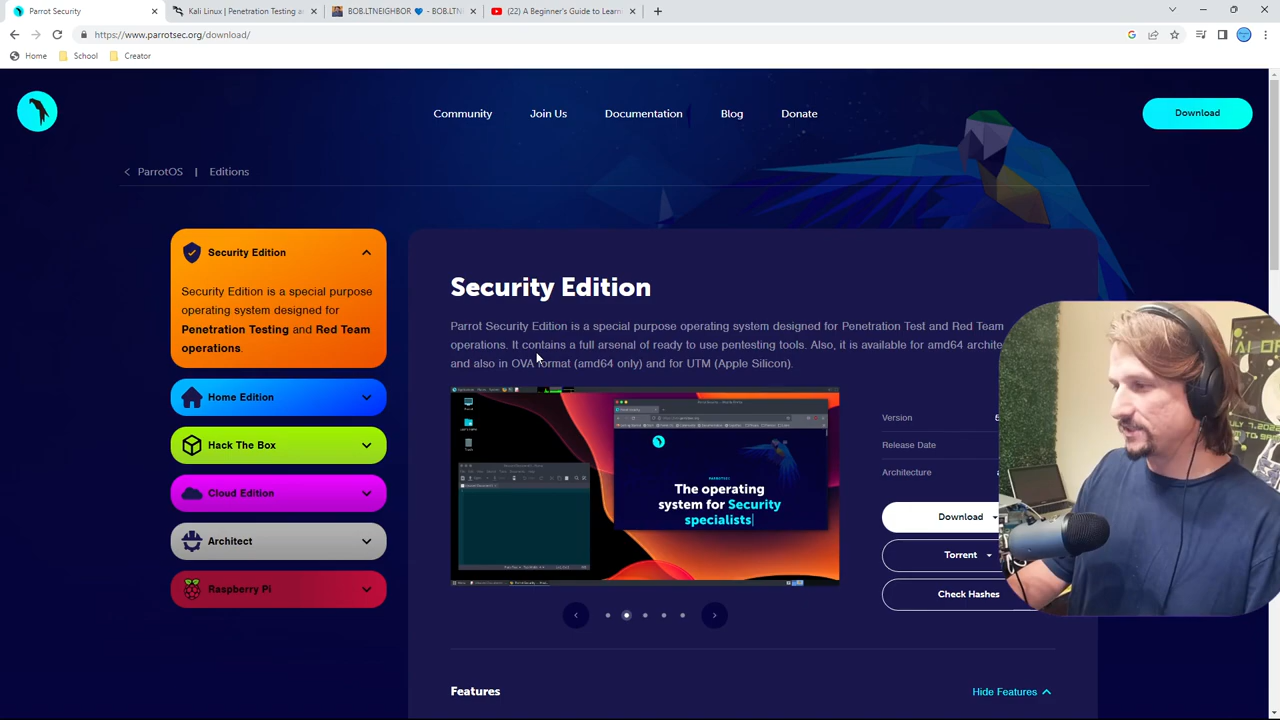 Parrot Security
Kali Linux | Penetration Testing a
BOB.LTNEIGHBOR 💙 - BOB.LTN
(22) A Beginner's Guide to Learn
https://www.parrotsec.org/download/
Home
School
Creator
Community
Join Us
Documentation
Blog
Donate
Download
ParrotOS | Editions
Security Edition
Security Edition is a special purpose
operating system designed for
Penetration Testing and Red Team
operations.
Home Edition
Hack The Box
Cloud Edition
Architect
Raspberry Pi
Security Edition
Parrot Security Edition is a special purpose operating system designed for Penetration Test and Red Team
operations. It contains a full arsenal of ready to use pentesting tools. Also, it is available for amd64 archite
and also in OVA format (amd64 only) and for UTM (Apple Silicon).
PARROTSEC
The operating
system for Security
specialists
Version
Release Date
Architecture
Download
Torrent
Check Hashes
Features
Hide Features
JULY 7.202